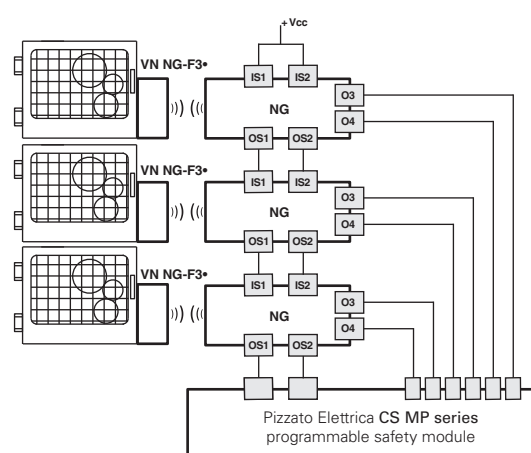 + Vcc
VN NG-F3•
IS1 IS2
O3
NG
O4
OS1 OS2
VN NG-F3•
IS1 IS2
O3
NG
O4
OS1 OS2
VN NG-F3•
IS1 IS2
O3
NG
O4
OS1 OS2
Pizzato Elettrica CS MP series
programmable safety module